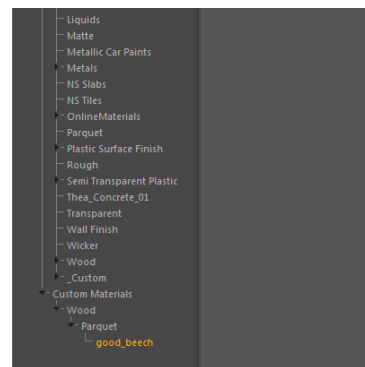 Liquids
Matte
Metallic Car Paints
Metals
NS Slabs
NS Tiles
OnlineMaterials
Parquet
Plastic Surface Finish
Rough
Semi Transparent Plastic
Thea_Concrete_01
Transparent
Wall Finish
Wicker
Wood
_Custom
Custom Materials
Wood
Parquet
good_beech